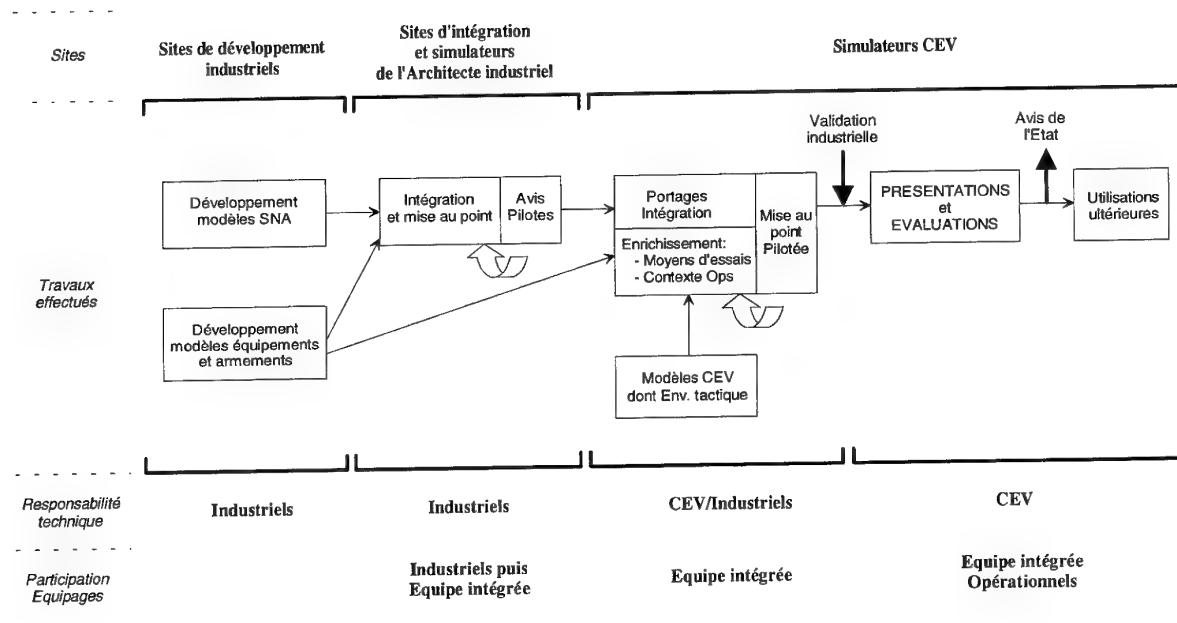 Sites
Sites de développement
industriels
Sites d'intégration
et simulateurs
de l'Architecte industriel
Simulateurs CEV
Travaux
effectués
Développement
modèles SNA
Développement
modèles équipements
et armements
Intégration
et mise au point
Avis
Pilotes
Portages
Intégration
Enrichissement:
- Moyens d'essais
- Contexte Ops
Mise au
point
Pilotée
Modèles CEV
dont Env. tactique
Validation
industrielle
PRESENTATIONS
et
EVALUATIONS
Avis de
l'Etat
Utilisations
ultérieures
Responsabilité
technique
Industriels
Industriels
CEV/Industriels
CEV
Participation
Equipages
Industriels puis
Equipe intégrée
Equipe intégrée
Equipe intégrée
Opérationnels